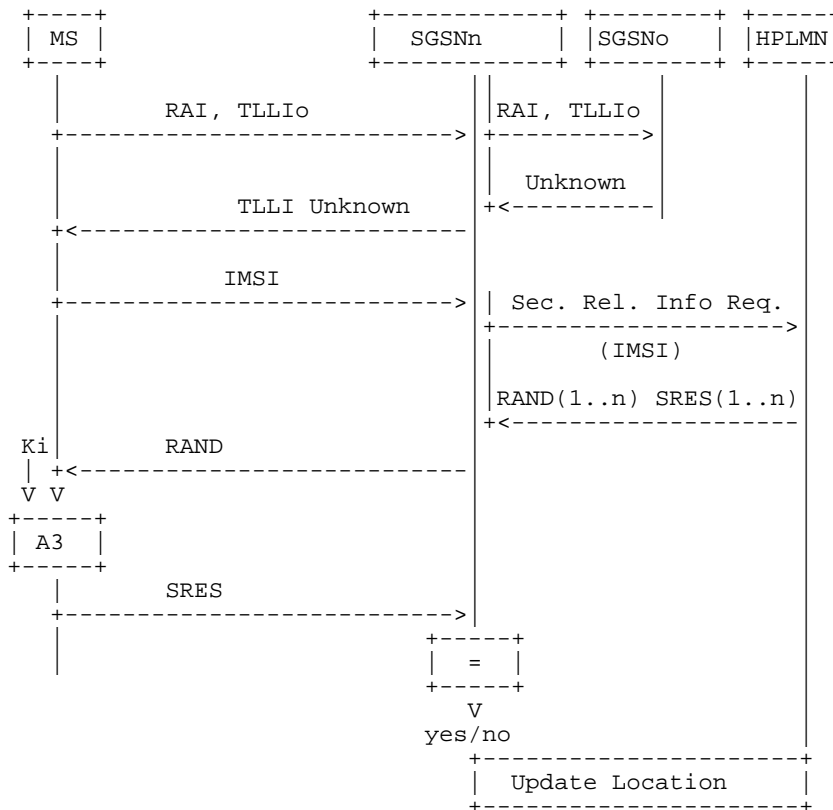 MS SGSNn SGSNo HPLMN
RAI, TLLIo RAI, TLLIo
Unknown
TLLI Unknown
IMSI
Sec. Rel. Info Req.
(IMSI)
RAND(1..n) SRES(1..n)
Ki RAND
V V
A3
SRES
=
V
yes/no
Update Location